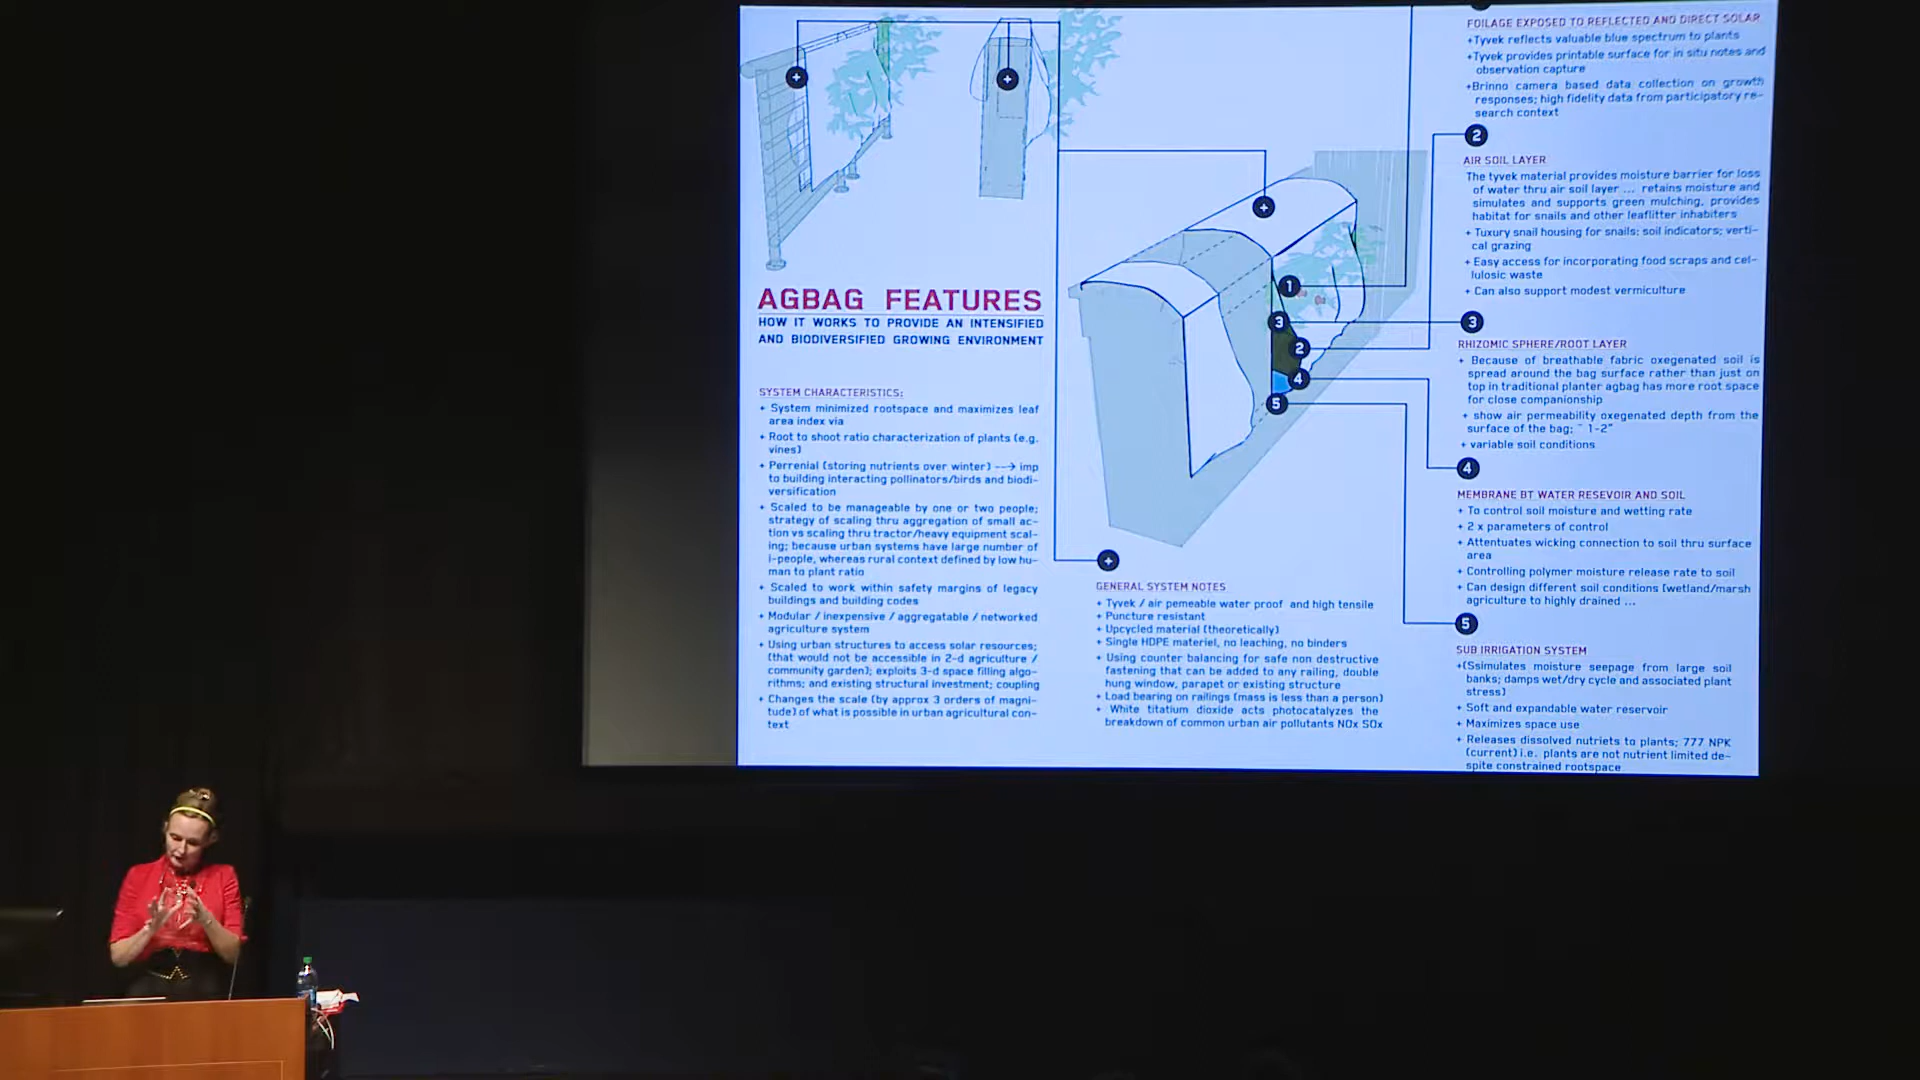 AGBAG FEATURES
HOW IT WORKS TO PROVIDE AN INTENSIFIED
AND BIODIVERSIFIED GROWING ENVIRONMENT
SYSTEM CHARACTERISTICS:
+ System minimized rootspace and maximizes leaf
area index via
+ Root to shoot ratio characterization of plants (e.g.
vines)
+ Perrenial (storing nutrients over winter) --→ imp
to building interacting pollinators/birds and biodi-
versification
+ Scaled to be manageable by one or two people;
strategy of scaling thru aggregation of small ac-
tion vs scaling thru tractor/heavy equipment scal-
ing; because urban systems have large number of
i-people, whereas rural context defined by low hu-
man to plant ratio
+ Scaled to work within safety margins of legacy
buildings and building codes
+ Modular / inexpensive / aggregatable / networked
agriculture system
+ Using urban structures to access solar resources;
(that would not be accessible in 2-d agriculture /
community garden); exploits 3-d space filling algo-
rithms; and existing structural investment; coupling
+ Changes the scale (by approx 3 orders of magni-
tude) of what is possible in urban agricultural con-
text
+
+
+
1
3
2
4
5
+
GENERAL SYSTEM NOTES
+ Tyvek / air pemeable water proof and high tensile
+ Puncture resistant
+ Upcycled material (theoretically)
+ Single HDPE materiel, no leaching, no binders
+ Using counter balancing for safe non destructive
fastening that can be added to any railing, double
hung window, parapet or existing structure
+ Load bearing on railings (mass is less than a person)
+ White titatium dioxide acts photocatalyzes the
breakdown of common urban air pollutants NOx SOx
FOILAGE EXPOSED TO REFLECTED AND DIRECT SOLAR
+Tyvek reflects valuable blue spectrum to plants
+Tyvek provides printable surface for in situ notes and
observation capture
+Brinno camera based data collection on growth
responses; high fidelity data from participatory re-
search context
2
AIR SOIL LAYER
The tyvek material provides moisture barrier for loss
of water thru air soil layer ... retains moisture and
simulates and supports green mulching, provides
habitat for snails and other leaflitter inhabiters
+ Tuxury snail housing for snails: soil indicators; verti-
cal grazing
+ Easy access for incorporating food scraps and cel-
lulosic waste
+ Can also support modest vermiculture
3
RHIZOMIC SPHERE/ROOT LAYER
+ Because of breathable fabric oxegenated soil is
spread around the bag surface rather than just on
top in traditional planter agbag has more root space
for close companionship
+ show air permeability oxegenated depth from the
surface of the bag; ~ 1-2"
+ variable soil conditions
4
MEMBRANE BT WATER RESEVOIR AND SOIL
+ To control soil moisture and wetting rate
+ 2 x parameters of control
+ Attentuates wicking connection to soil thru surface
area
+ Controlling polymer moisture release rate to soil
+ Can design different soil conditions [wetland/marsh
agriculture to highly drained ...
5
SUB IRRIGATION SYSTEM
+(Ssimulates moisture seepage from large soil
banks; damps wet/dry cycle and associated plant
stress)
+ Soft and expandable water reservoir
+ Maximizes space use
+ Releases dissolved nutriets to plants; 777 NPK
(current) i.e. plants are not nutrient limited de-
spite constrained rootspace